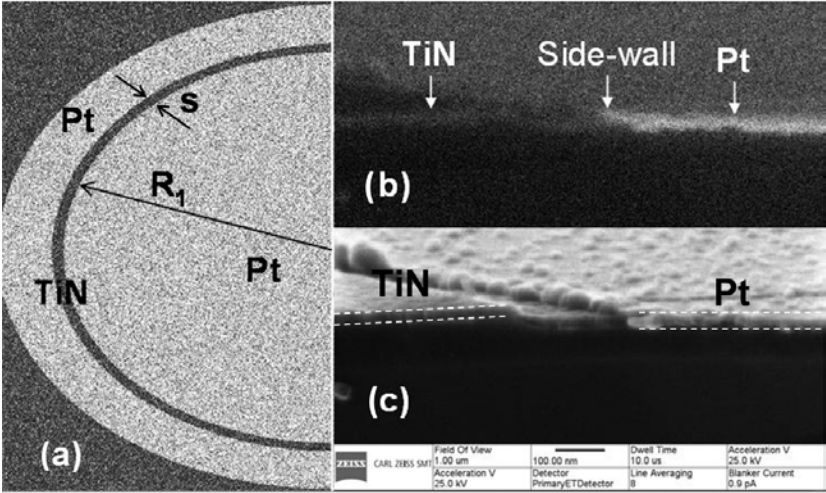 Pt
s
R1
Pt
TiN
(a)
TiN
Side-wall
Pt
(b)
TiN
Pt
(c)
ZEISS
CARL ZEISS SMT
Field Of View
1.00 um
100.00 nm
Dwell Time
10.0 us
Acceleration V
25.0 kV
Acceleration V
25.0 kV
Detector
PrimaryETDetector
Line Averaging
8
Blanker Current
0.9 pA